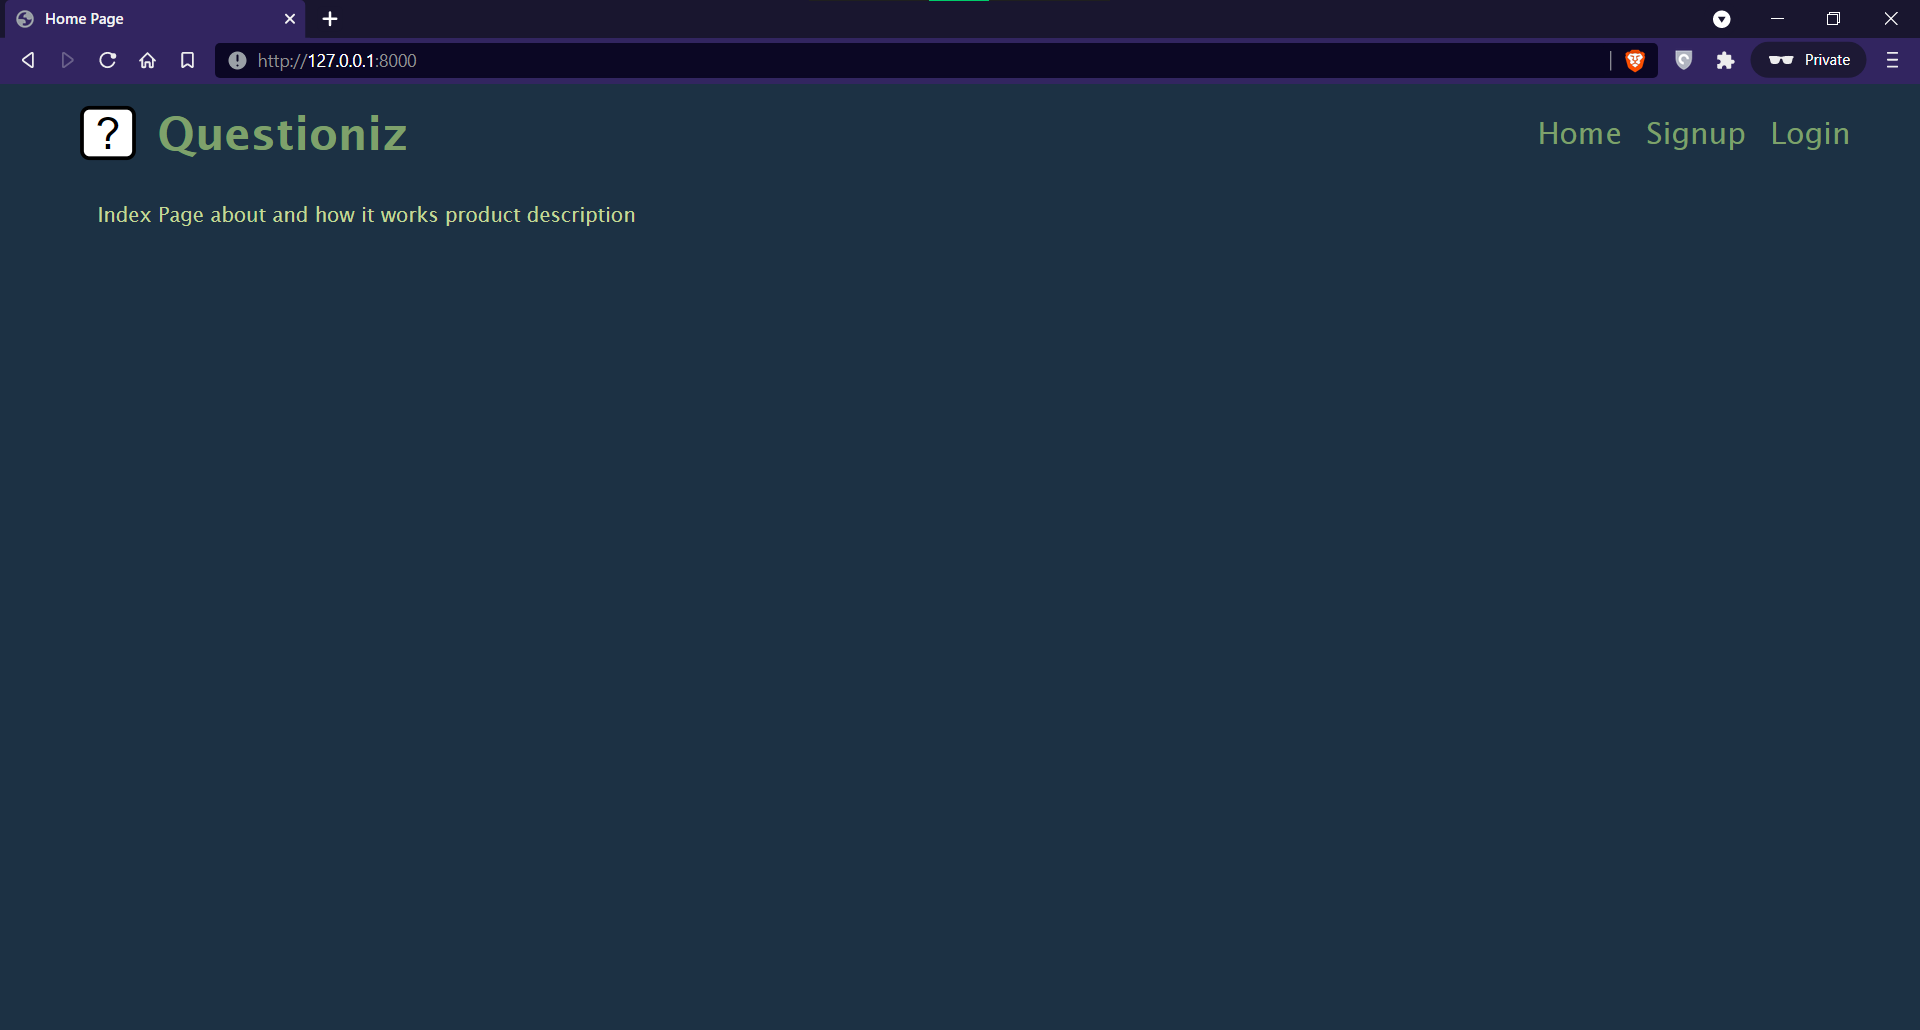 Home Page
http://127.0.0.1:8000
Private
? Questioniz
Home Signup Login
Index Page about and how it works product description